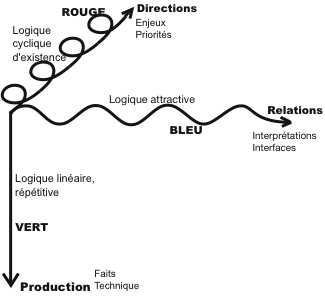 ROUGE
Directions
Enjeux
Priorités
Logique
cyclique
d'existence
Logique attractive
Relations
BLEU
Interprétations
Interfaces
Logique linéaire,
répétitive
VERT
Production
Faits
Technique